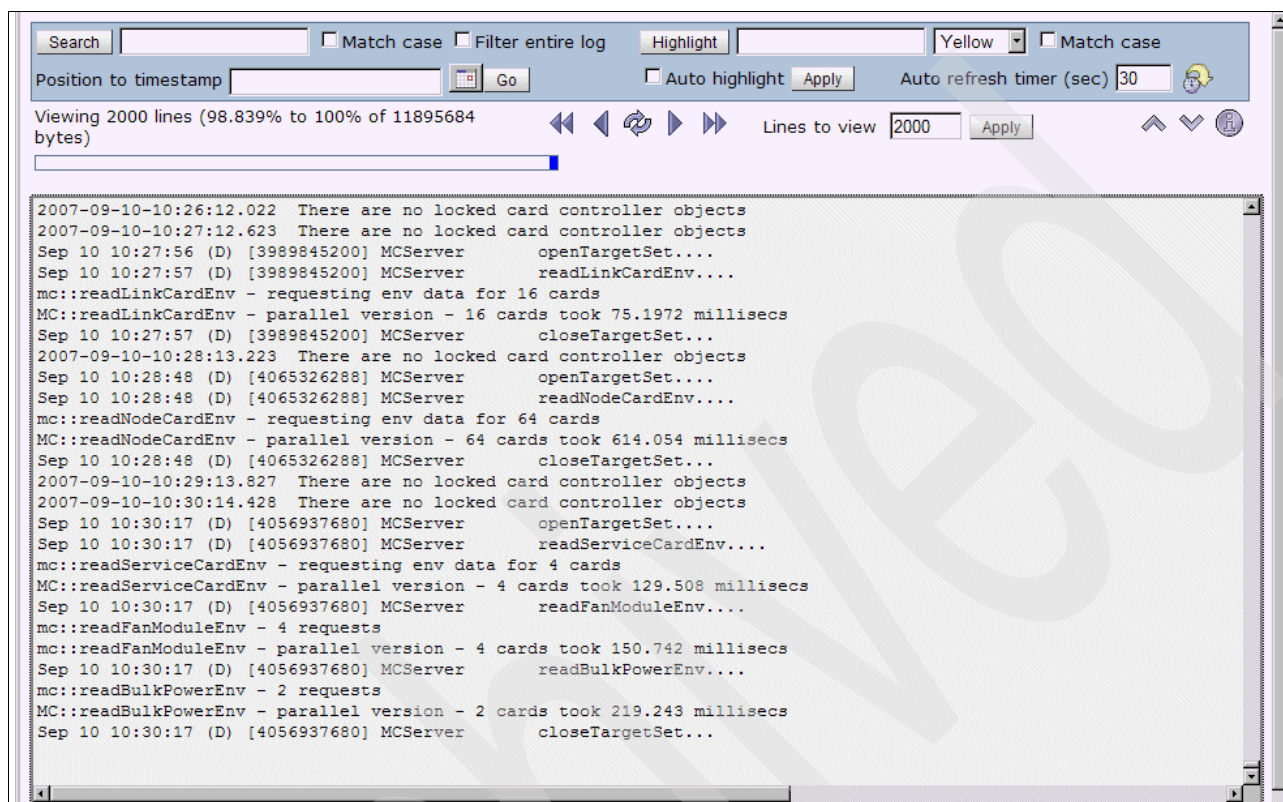 Search Match case Filter entire log Highlight Yellow Match case
Position to timestamp Go Auto highlight Apply Auto refresh timer (sec) 30
Viewing 2000 lines (98.839% to 100% of 11895684
bytes)
Lines to view 2000 Apply
2007-09-10-10:26:12.022  There are no locked card controller objects
2007-09-10-10:27:12.623  There are no locked card controller objects
Sep 10 10:27:56 (D) [3989845200] MCServer       openTargetSet....
Sep 10 10:27:57 (D) [3989845200] MCServer       readLinkCardEnv....
mc::readLinkCardEnv - requesting env data for 16 cards
MC::readLinkCardEnv - parallel version - 16 cards took 75.1972 millisecs
Sep 10 10:27:57 (D) [3989845200] MCServer       closeTargetSet...
2007-09-10-10:28:13.223  There are no locked card controller objects
Sep 10 10:28:48 (D) [4065326288] MCServer       openTargetSet....
Sep 10 10:28:48 (D) [4065326288] MCServer       readNodeCardEnv....
mc::readNodeCardEnv - requesting env data for 64 cards
MC::readNodeCardEnv - parallel version - 64 cards took 614.054 millisecs
Sep 10 10:28:48 (D) [4065326288] MCServer       closeTargetSet...
2007-09-10-10:29:13.827  There are no locked card controller objects
2007-09-10-10:30:14.428  There are no locked card controller objects
Sep 10 10:30:17 (D) [4056937680] MCServer       openTargetSet....
Sep 10 10:30:17 (D) [4056937680] MCServer       readServiceCardEnv....
mc::readServiceCardEnv - requesting env data for 4 cards
MC::readServiceCardEnv - parallel version - 4 cards took 129.508 millisecs
Sep 10 10:30:17 (D) [4056937680] MCServer       readFanModuleEnv....
mc::readFanModuleEnv - 4 requests
mc::readFanModuleEnv - parallel version - 4 cards took 150.742 millisecs
Sep 10 10:30:17 (D) [4056937680] MCServer       readBulkPowerEnv....
mc::readBulkPowerEnv - 2 requests
MC::readBulkPowerEnv - parallel version - 2 cards took 219.243 millisecs
Sep 10 10:30:17 (D) [4056937680] MCServer       closeTargetSet...